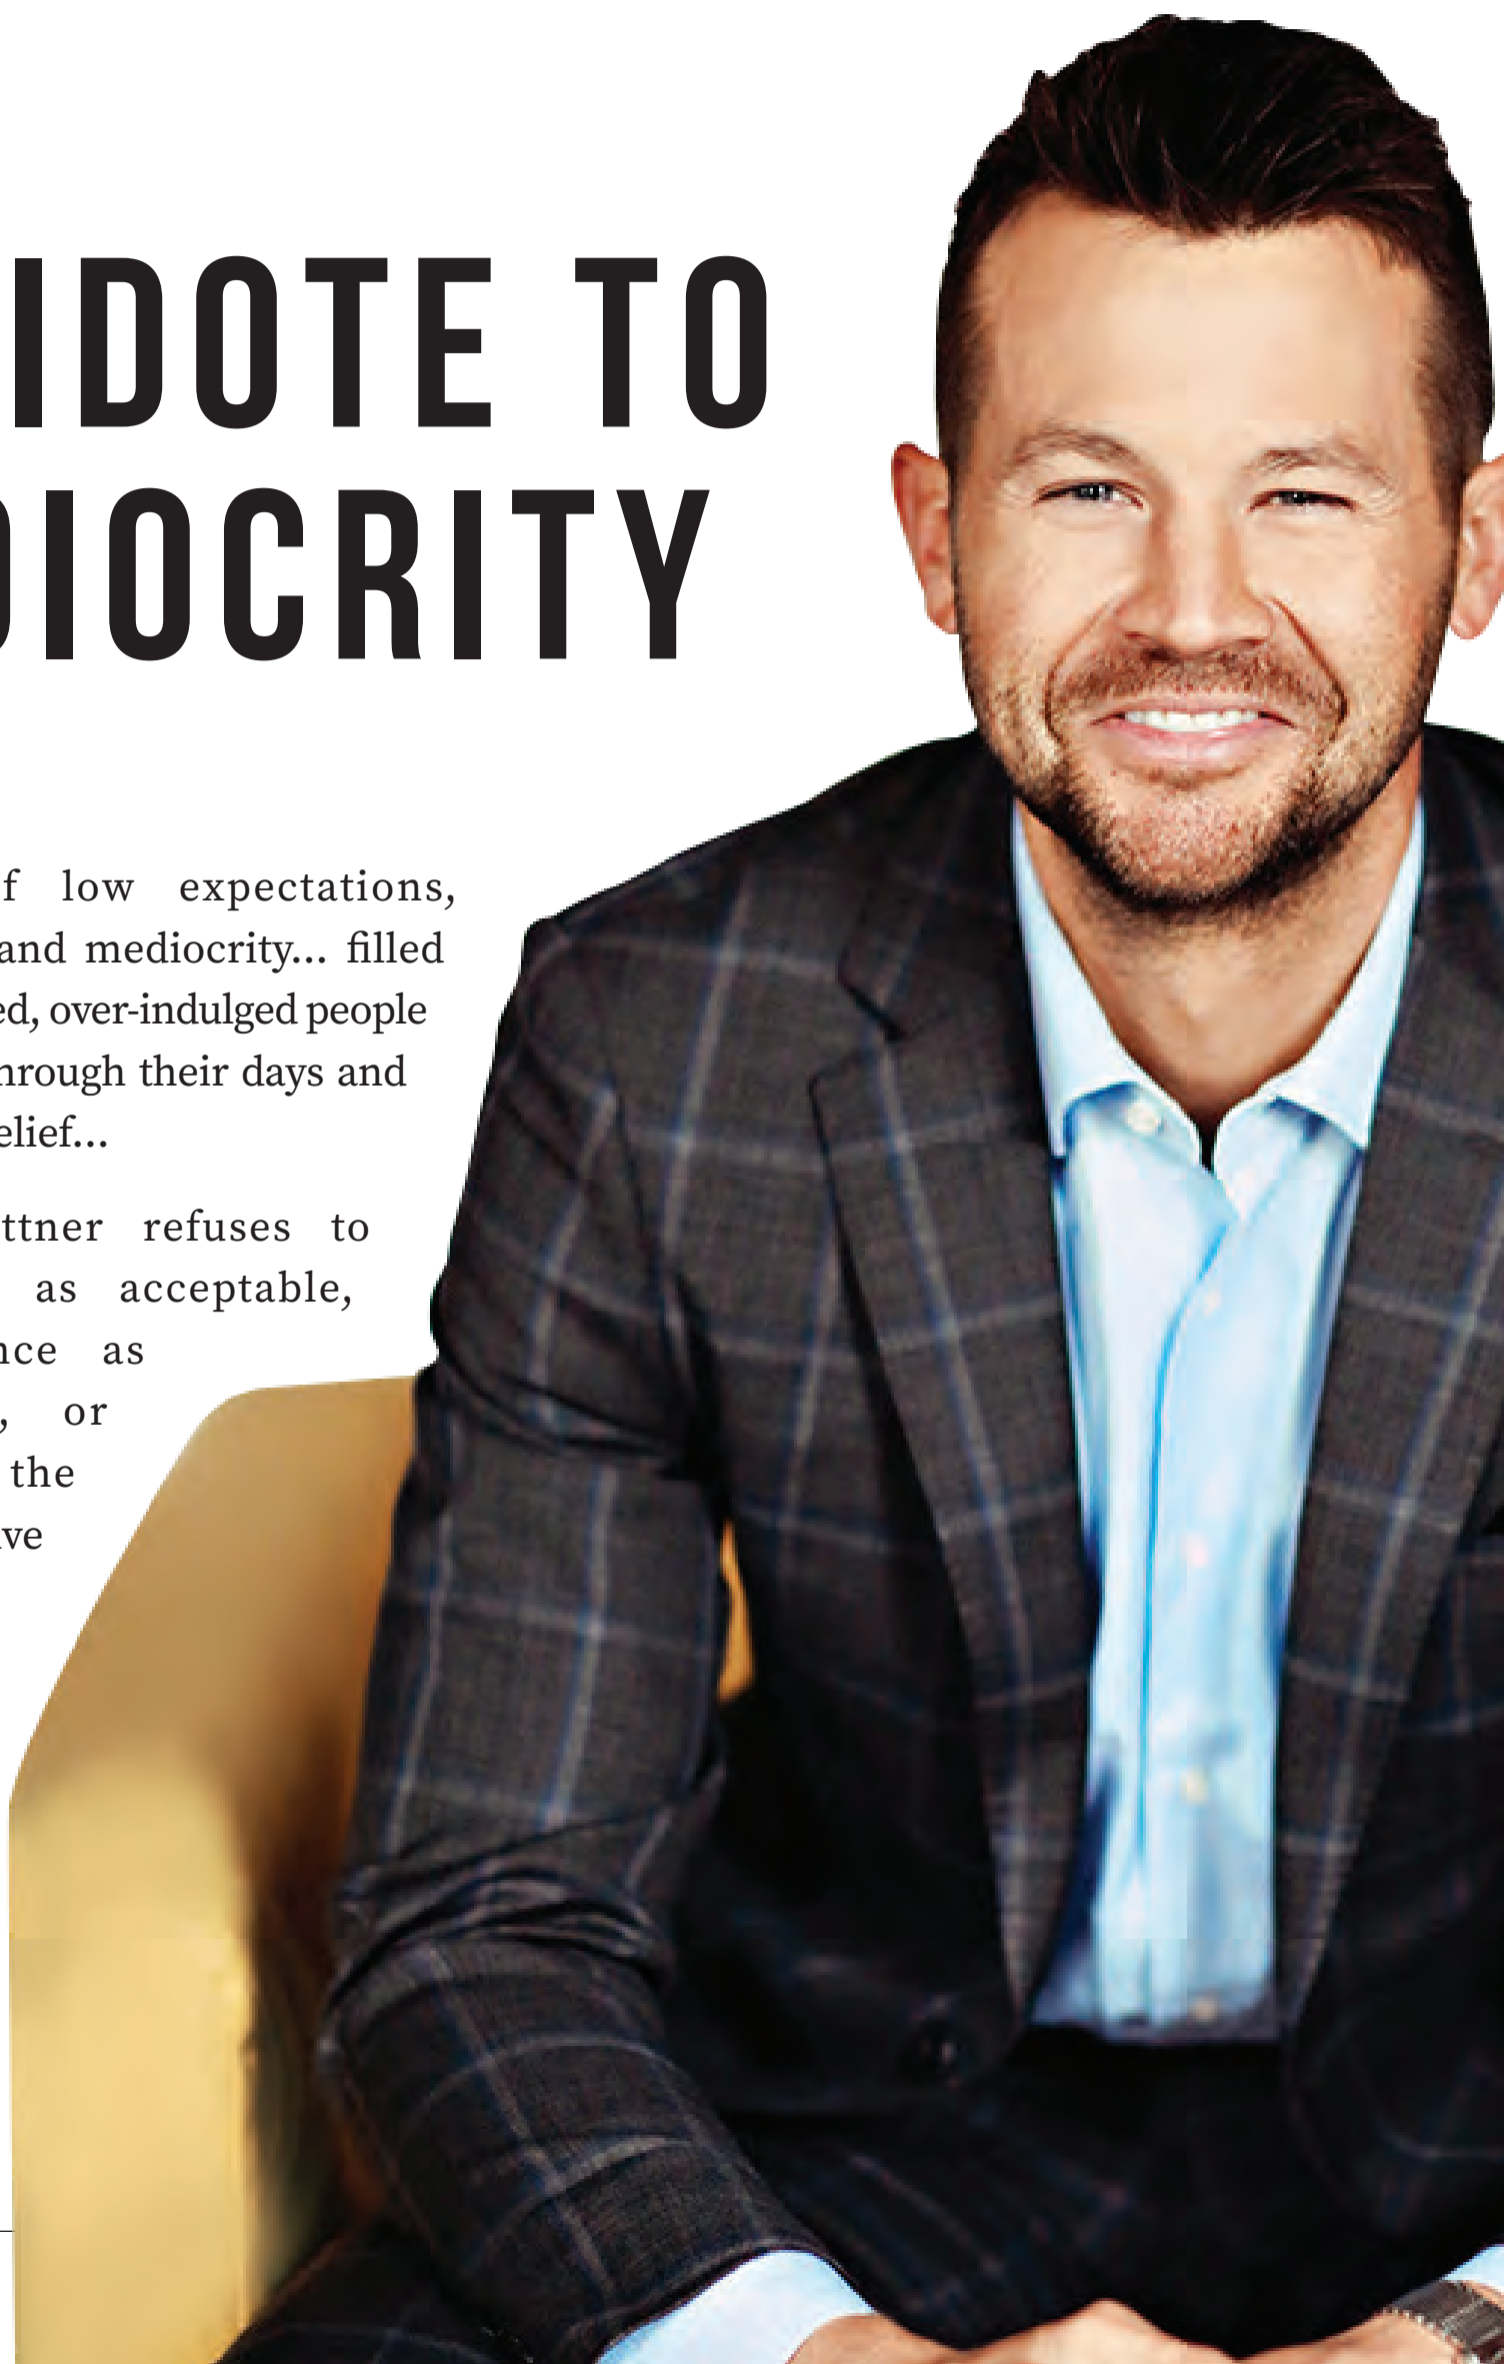 IDOTE TO
DIOCRITY
f low expectations,
and mediocrity... filled
ed, over-indulged people
hrough their days and
elief...
ttner refuses to
as acceptable,
nce as
, or
the
ve